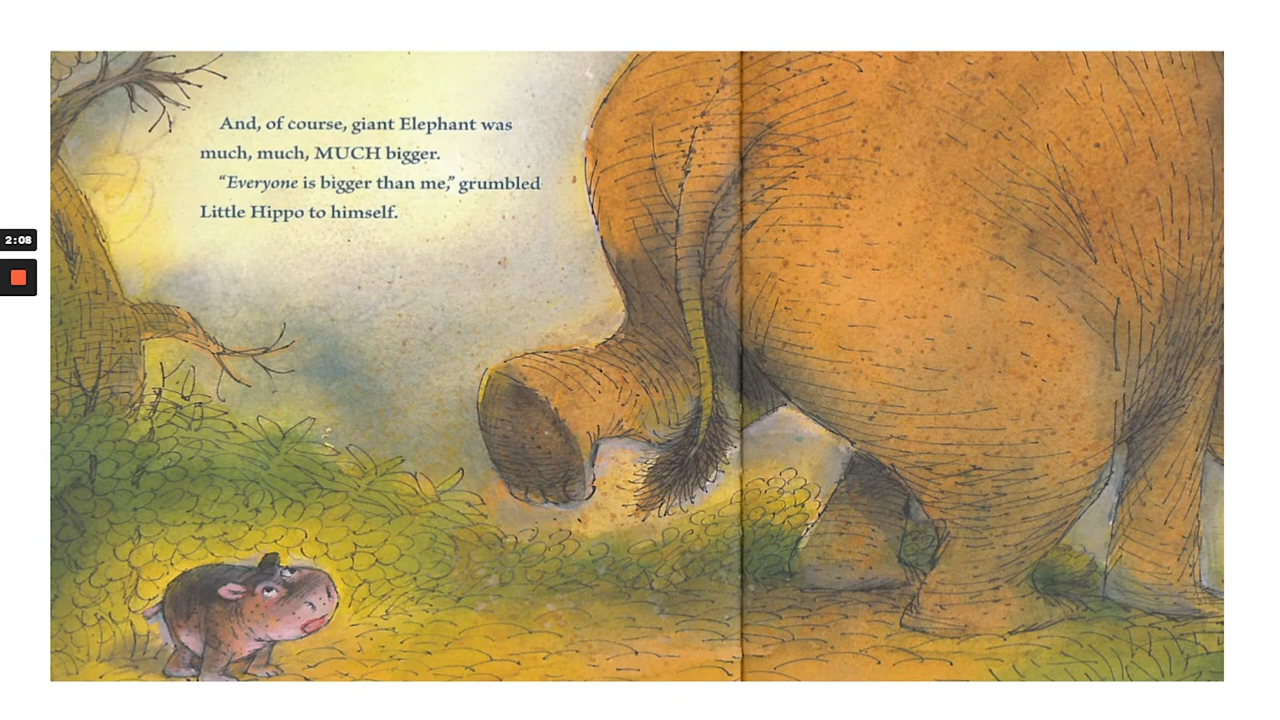 And, of course, giant Elephant was
much, much, MUCH bigger.
“Everyone is bigger than me,” grumbled
Little Hippo to himself.
2:08